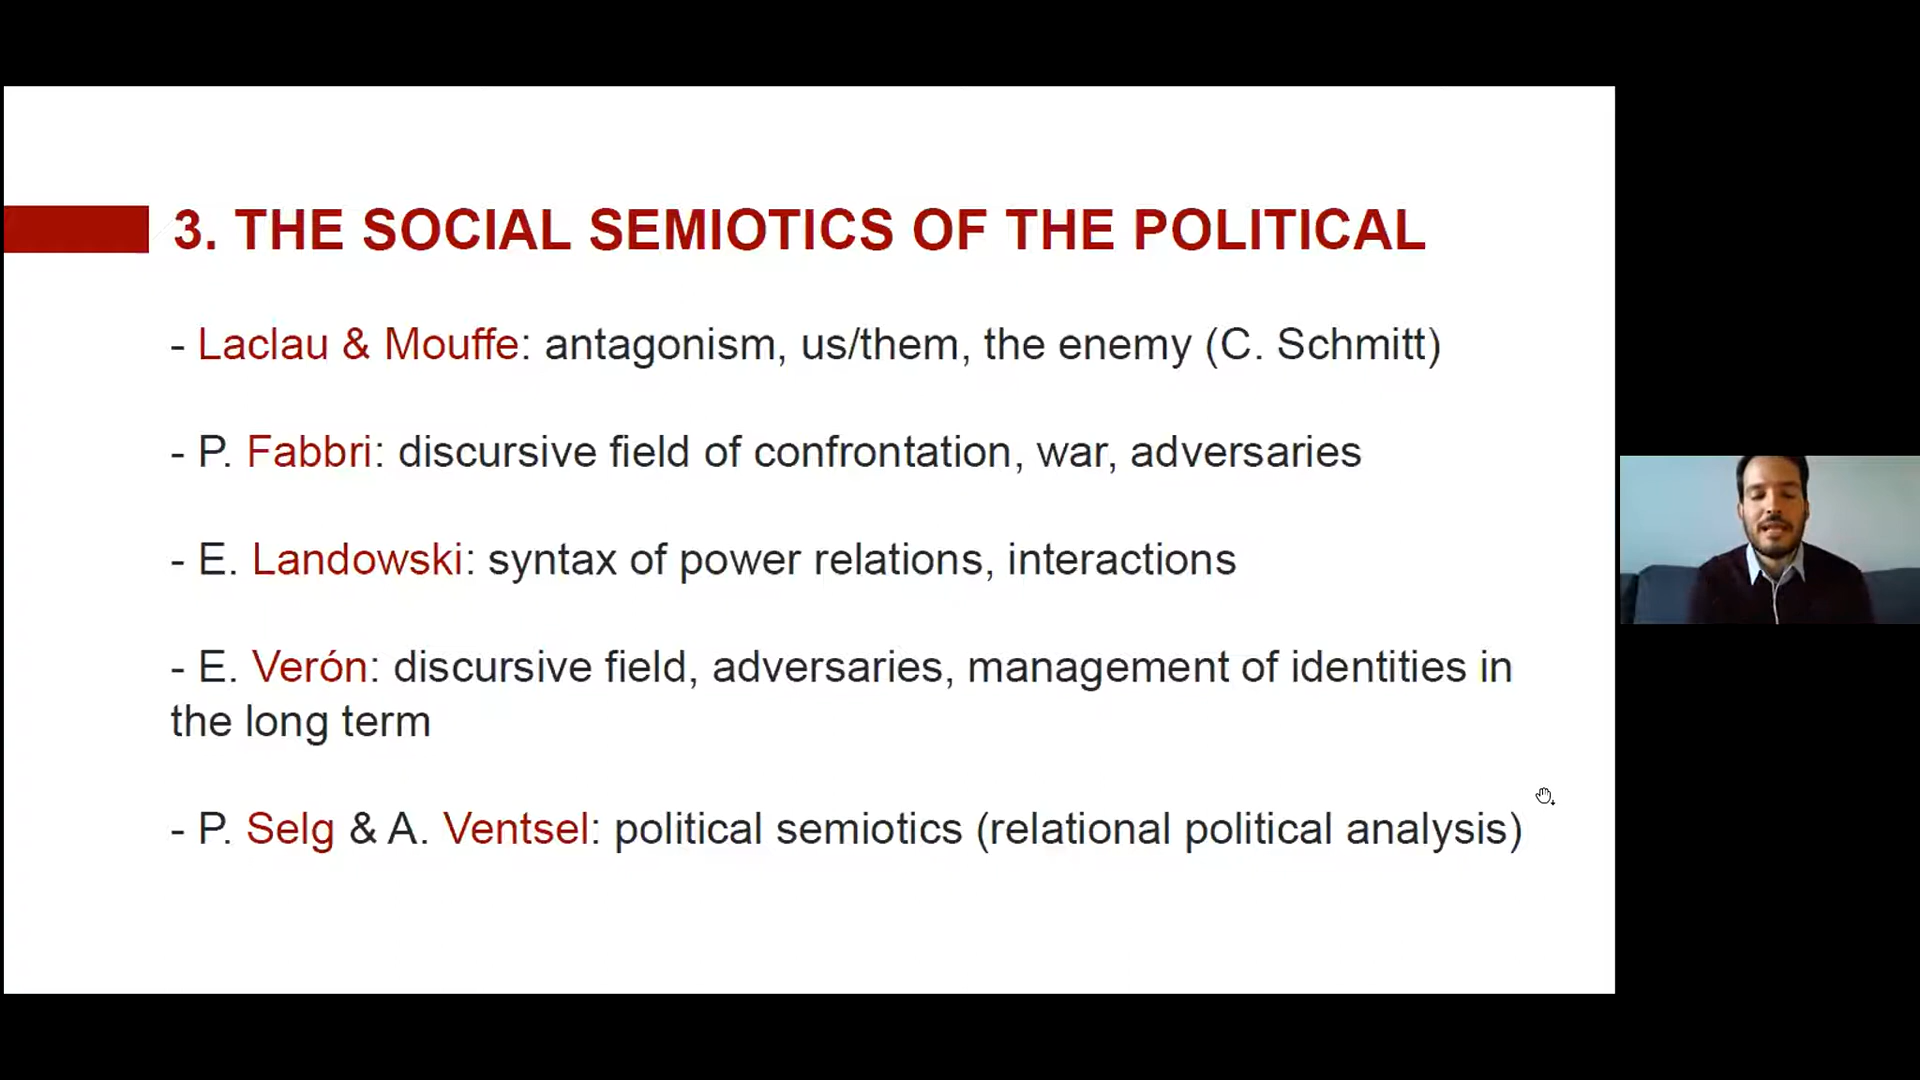 3. THE SOCIAL SEMIOTICS OF THE POLITICAL
- Laclau & Mouffe: antagonism, us/them, the enemy (C. Schmitt)
- P. Fabbri: discursive field of confrontation, war, adversaries
- E. Landowski: syntax of power relations, interactions
- E. Verón: discursive field, adversaries, management of identities in
the long term
- P. Selg & A. Ventsel: political semiotics (relational political analysis)